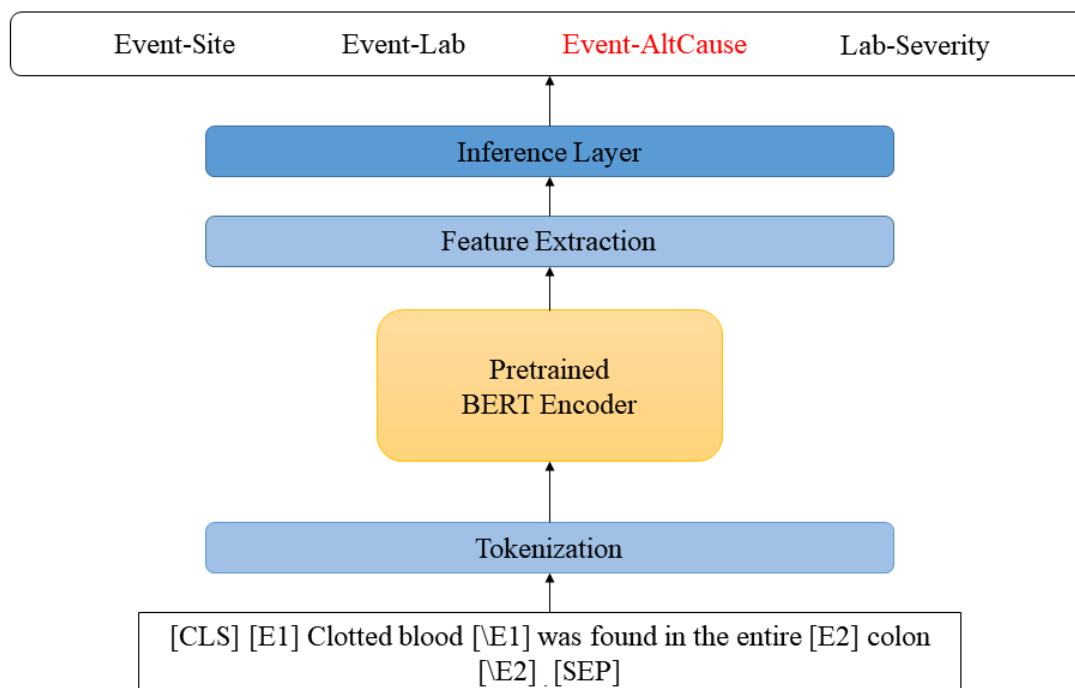 Event-Site Event-Lab Event-AltCause Lab-Severity
Inference Layer
Feature Extraction
Pretrained
BERT Encoder
Tokenization
[CLS] [E1] Clotted blood [\E1] was found in the entire [E2] colon
[\E2] . [SEP]